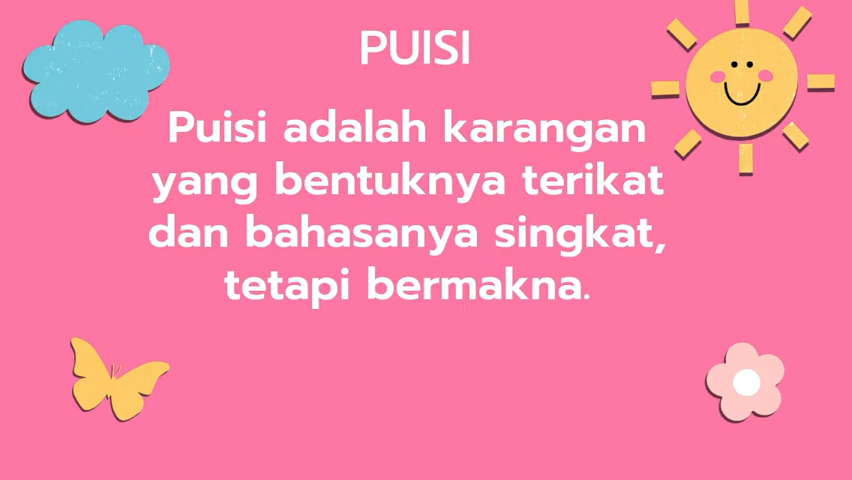 PUISI
Puisi adalah karangan
yang bentuknya terikat
dan bahasanya singkat,
tetapi bermakna.